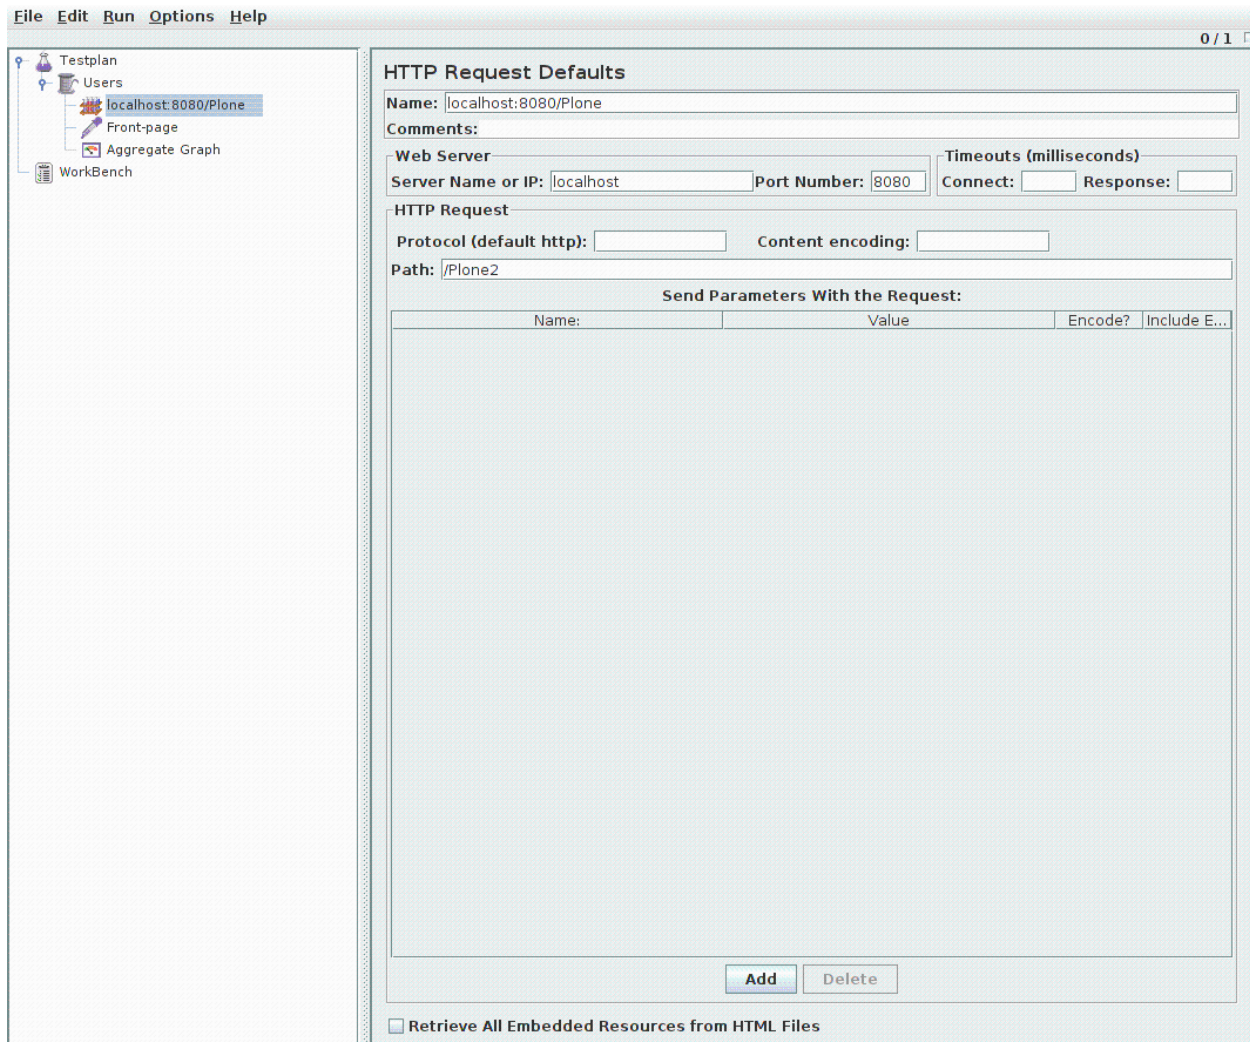 File Edit Run Options Help
0 / 1
Testplan
Users
localhost:8080/Plone
Front-page
Aggregate Graph
WorkBench
HTTP Request Defaults
Name: localhost:8080/Plone
Comments:
Web Server
Server Name or IP: localhost Port Number: 8080
Timeouts (milliseconds)
Connect: Response:
HTTP Request
Protocol (default http): Content encoding:
Path: /Plone2
Send Parameters With the Request:
Name: Value Encode? Include E...
Add Delete
Retrieve All Embedded Resources from HTML Files